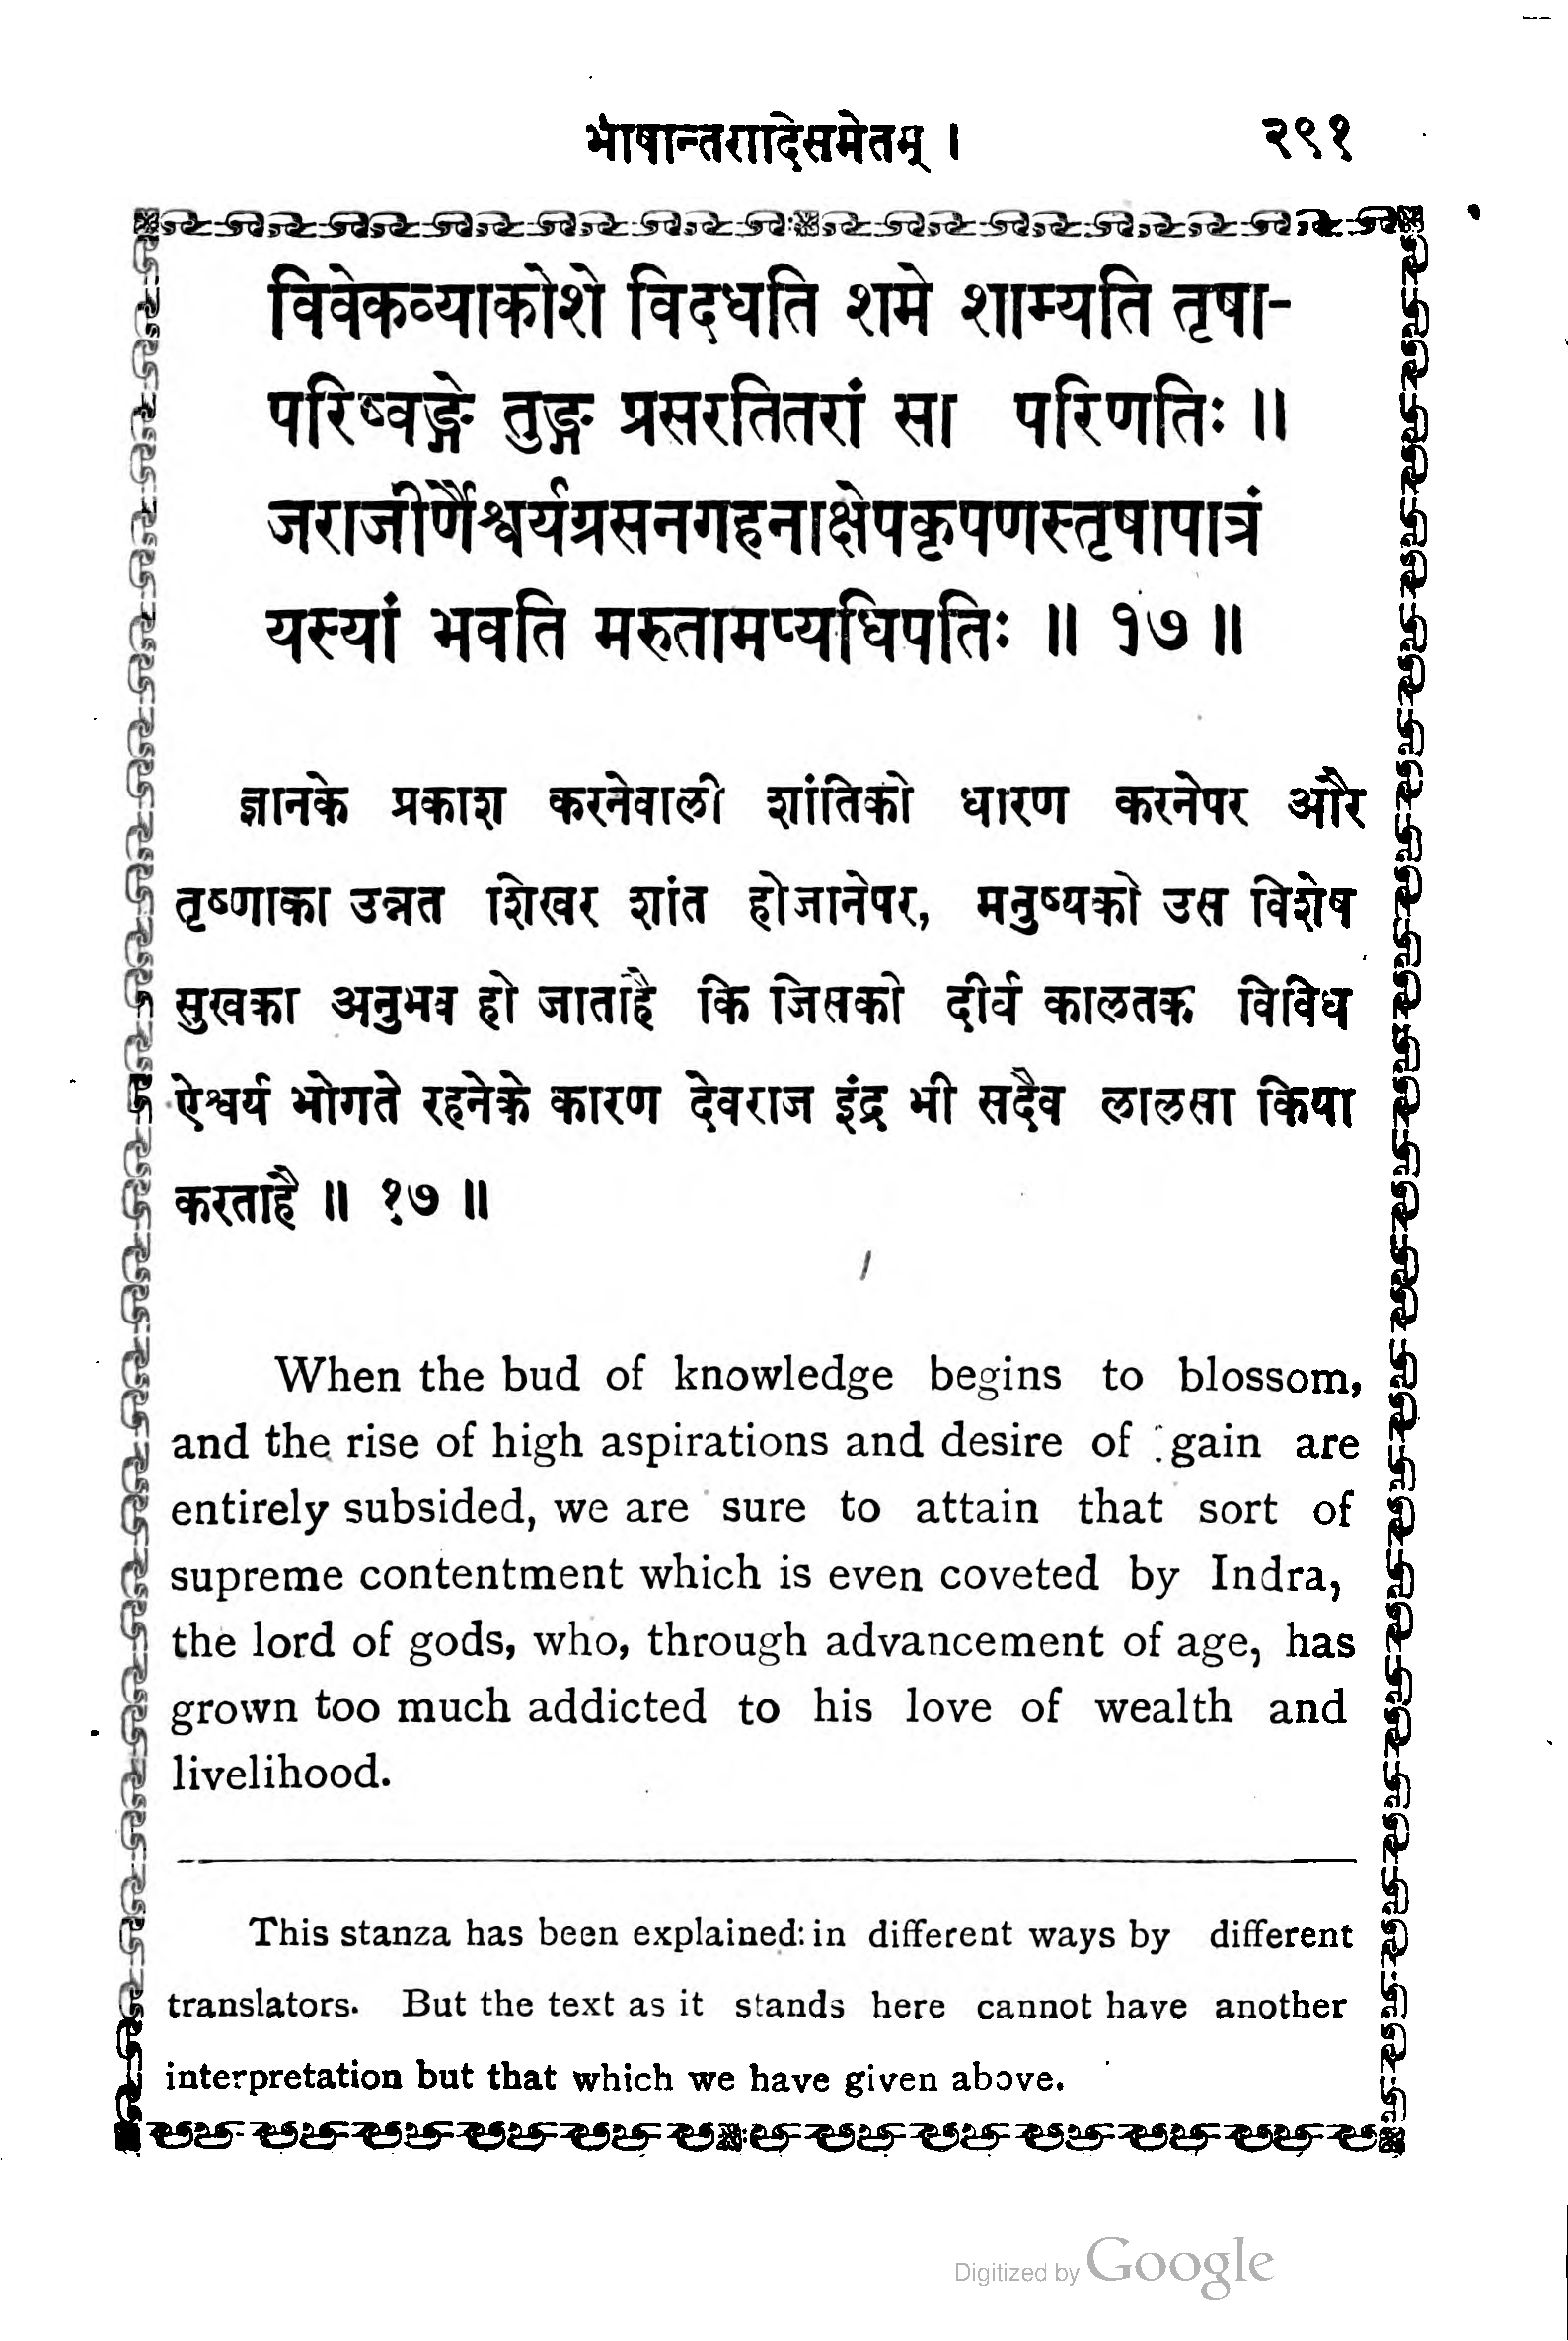 भाषान्तरादिसमेतम् । २९१
विवेकव्याकोशे विदधति शमे शाम्यति तृषा-
परिष्वङ्गे तुङ्ग प्रसरतितरां सा परिणतिः ॥
जराजीर्णैश्वर्यग्रसनगहनाक्षेपकृपणस्तृषापात्रं
यस्यां भवति मरुतामप्यधिपतिः ॥ १७ ॥
ज्ञानके प्रकाश करनेवाली शांतिको धारण करनेपर और
तृष्णाका उन्नत शिखर शांत होजानेपर, मनुष्यको उस विशेष
सुखका अनुभव हो जाताहै कि जिसको दीर्घ कालतक विविध
ऐश्वर्य भोगते रहनेके कारण देवराज इंद्र भी सदैव लालसा किया
करताहै ॥ १७ ॥
When the bud of knowledge begins to blossom,
and the rise of high aspirations and desire of gain are
entirely subsided, we are sure to attain that sort of
supreme contentment which is even coveted by Indra,
the lord of gods, who, through advancement of age, has
grown too much addicted to his love of wealth and
livelihood.
This stanza has been explained: in different ways by different
translators. But the text as it stands here cannot have another
interpretation but that which we have given above.
Digitized by Google